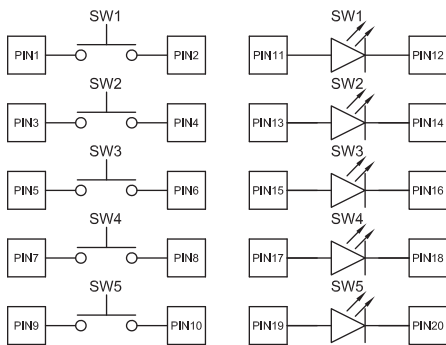 SW1 SW1
PIN1 PIN2 PIN11 PIN12
SW2 SW2
PIN3 PIN4 PIN13 PIN14
SW3 SW3
PIN5 PIN6 PIN15 PIN16
SW4 SW4
PIN7 PIN8 PIN17 PIN18
SW5 SW5
PIN9 PIN10 PIN19 PIN20